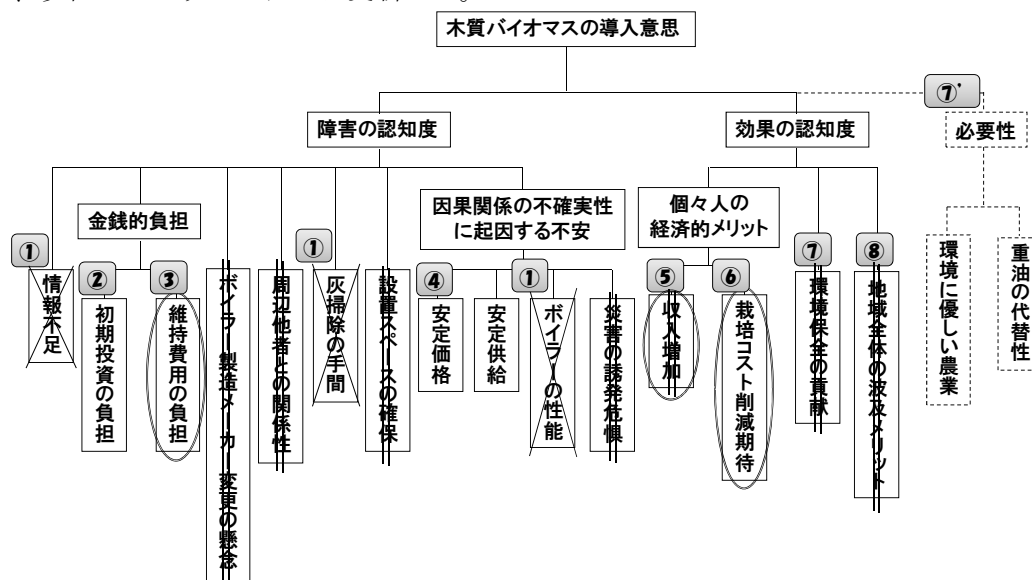 木質バイオマスの導入意思
⑦'
障害の認知度
効果の認知度
必要性
金銭的負担
因果関係の不確実性
に起因する不安
個々人の
経済的メリット
①
情報不足
②
初期投資の負担
③
維持費用の負担
ボイラー製造メーカー変更の懸念
周辺他者との関係性
①
灰掃除の手間
設置スペースの確保
④
安定価格
安定供給
①
ボイラーの性能
災害の誘発危惧
⑤
収入増加
⑥
栽培コスト削減期待
⑦
環境保全の貢献
⑧
地域全体の波及メリット
環境に優しい農業
重油の代替性